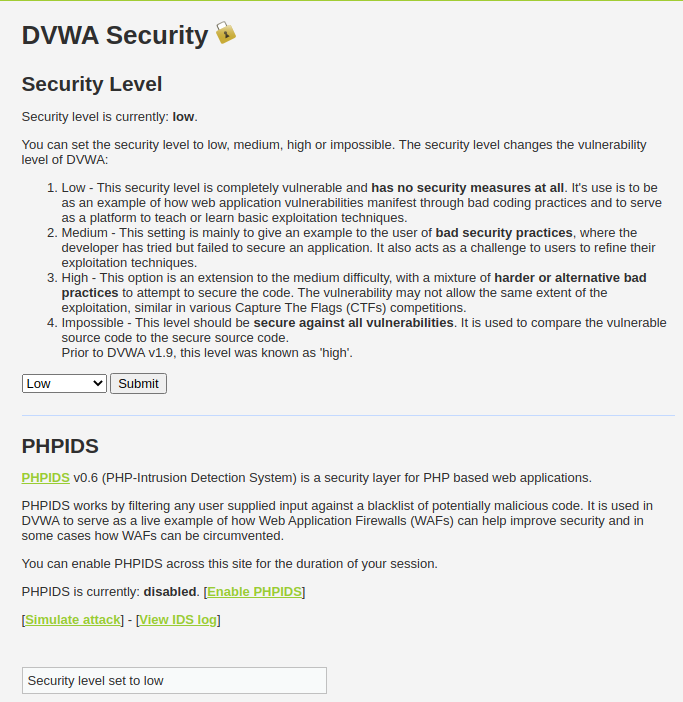 DVWA Security
Security Level
Security level is currently: low.
You can set the security level to low, medium, high or impossible. The security level changes the vulnerability
level of DVWA:
1. Low - This security level is completely vulnerable and has no security measures at all. It's use is to be
as an example of how web application vulnerabilities manifest through bad coding practices and to serve
as a platform to teach or learn basic exploitation techniques.
2. Medium - This setting is mainly to give an example to the user of bad security practices, where the
developer has tried but failed to secure an application. It also acts as a challenge to users to refine their
exploitation techniques.
3. High - This option is an extension to the medium difficulty, with a mixture of harder or alternative bad
practices to attempt to secure the code. The vulnerability may not allow the same extent of the
exploitation, similar in various Capture The Flags (CTFs) competitions.
4. Impossible - This level should be secure against all vulnerabilities. It is used to compare the vulnerable
source code to the secure source code.
Prior to DVWA v1.9, this level was known as 'high'.
Low Submit
PHPIDS
PHPIDS v0.6 (PHP-Intrusion Detection System) is a security layer for PHP based web applications.
PHPIDS works by filtering any user supplied input against a blacklist of potentially malicious code. It is used in
DVWA to serve as a live example of how Web Application Firewalls (WAFs) can help improve security and in
some cases how WAFs can be circumvented.
You can enable PHPIDS across this site for the duration of your session.
PHPIDS is currently: disabled. [Enable PHPIDS]
[Simulate attack] - [View IDS log]
Security level set to low